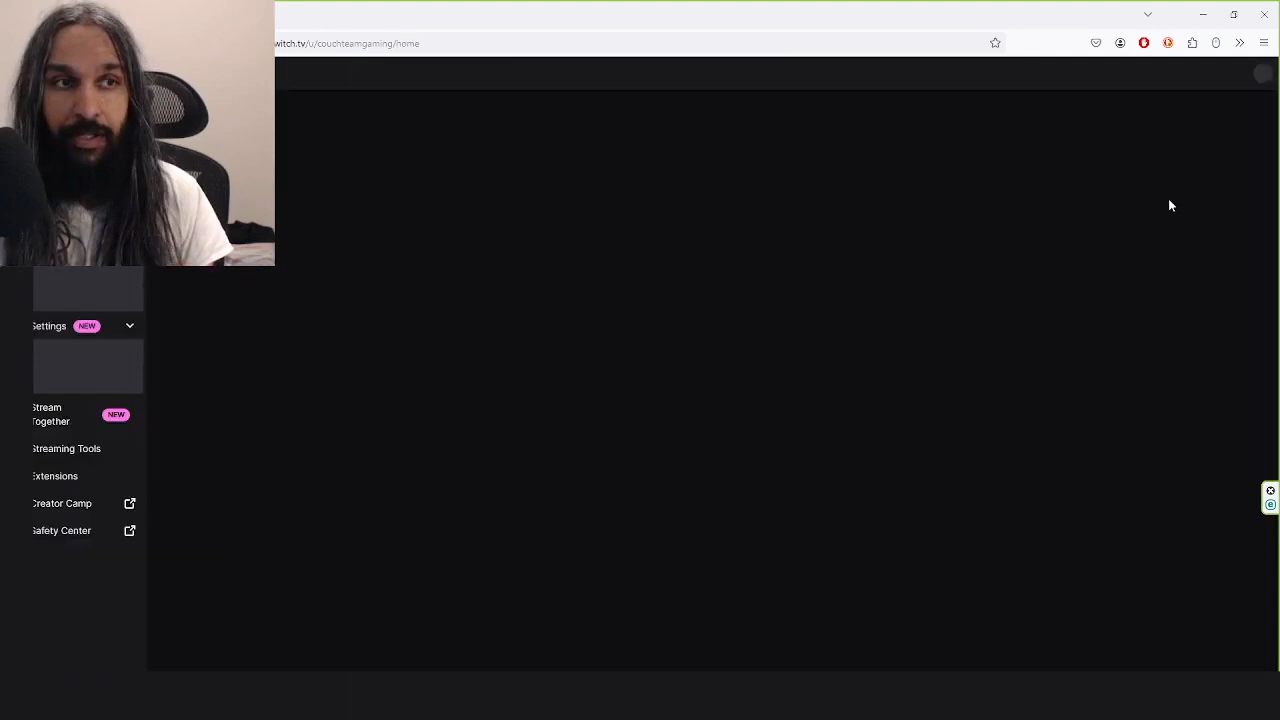 witch.tv/u/couchteamgaming/home
Settings NEW
Stream
Together NEW
Streaming Tools
Extensions
Creator Camp
Safety Center